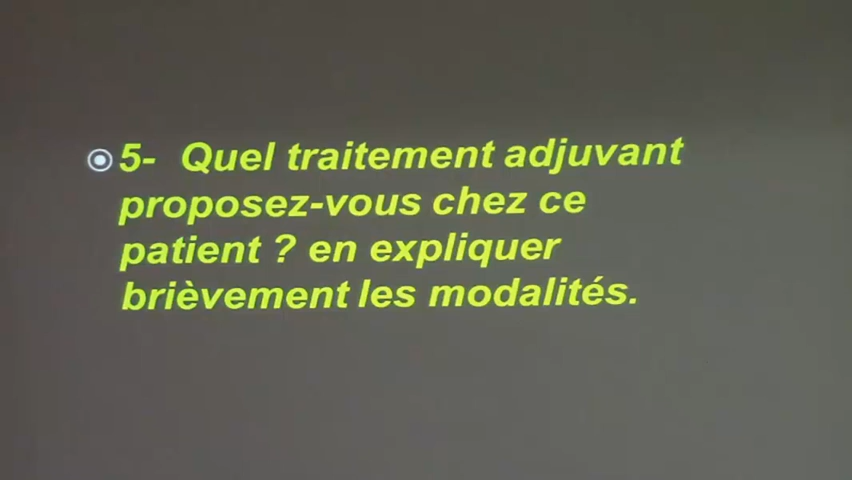 5- Quel traitement adjuvant
proposez-vous chez ce
patient ? en expliquer
brièvement les modalités.